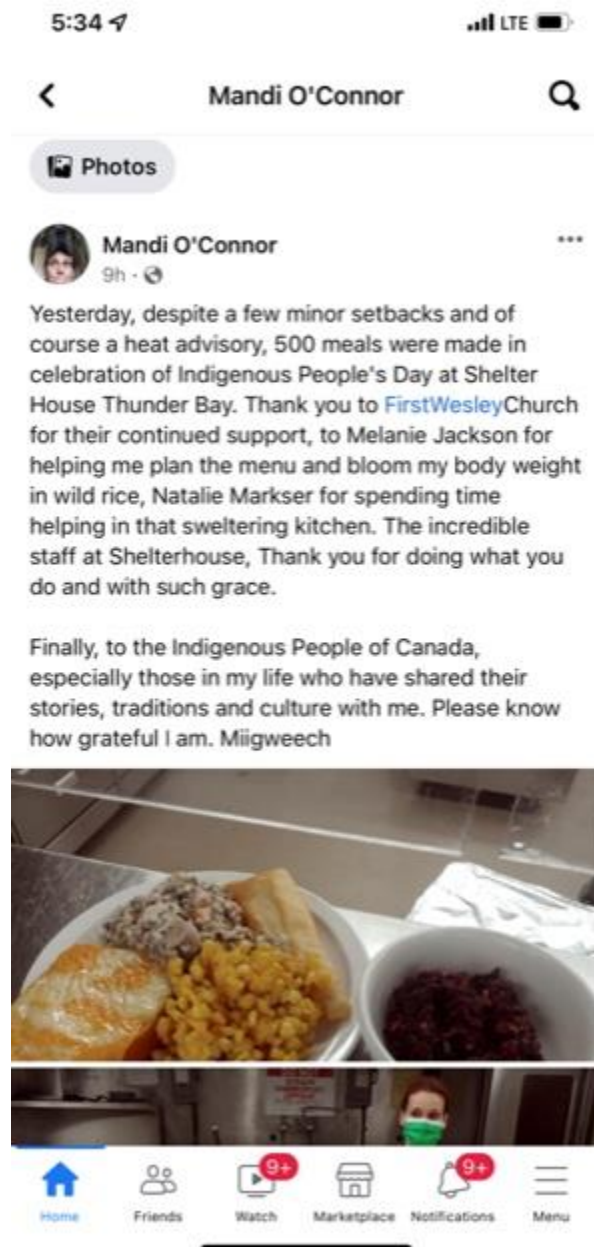 5:34
LTE
Mandi O'Connor
Photos
Mandi O'Connor
9h ·
Yesterday, despite a few minor setbacks and of
course a heat advisory, 500 meals were made in
celebration of Indigenous People's Day at Shelter
House Thunder Bay. Thank you to FirstWesleyChurch
for their continued support, to Melanie Jackson for
helping me plan the menu and bloom my body weight
in wild rice, Natalie Markser for spending time
helping in that sweltering kitchen. The incredible
staff at Shelterhouse, Thank you for doing what you
do and with such grace.
Finally, to the Indigenous People of Canada,
especially those in my life who have shared their
stories, traditions and culture with me. Please know
how grateful I am. Miigweech
9+
9+
Home
Friends
Watch
Marketplace
Notifications
Menu